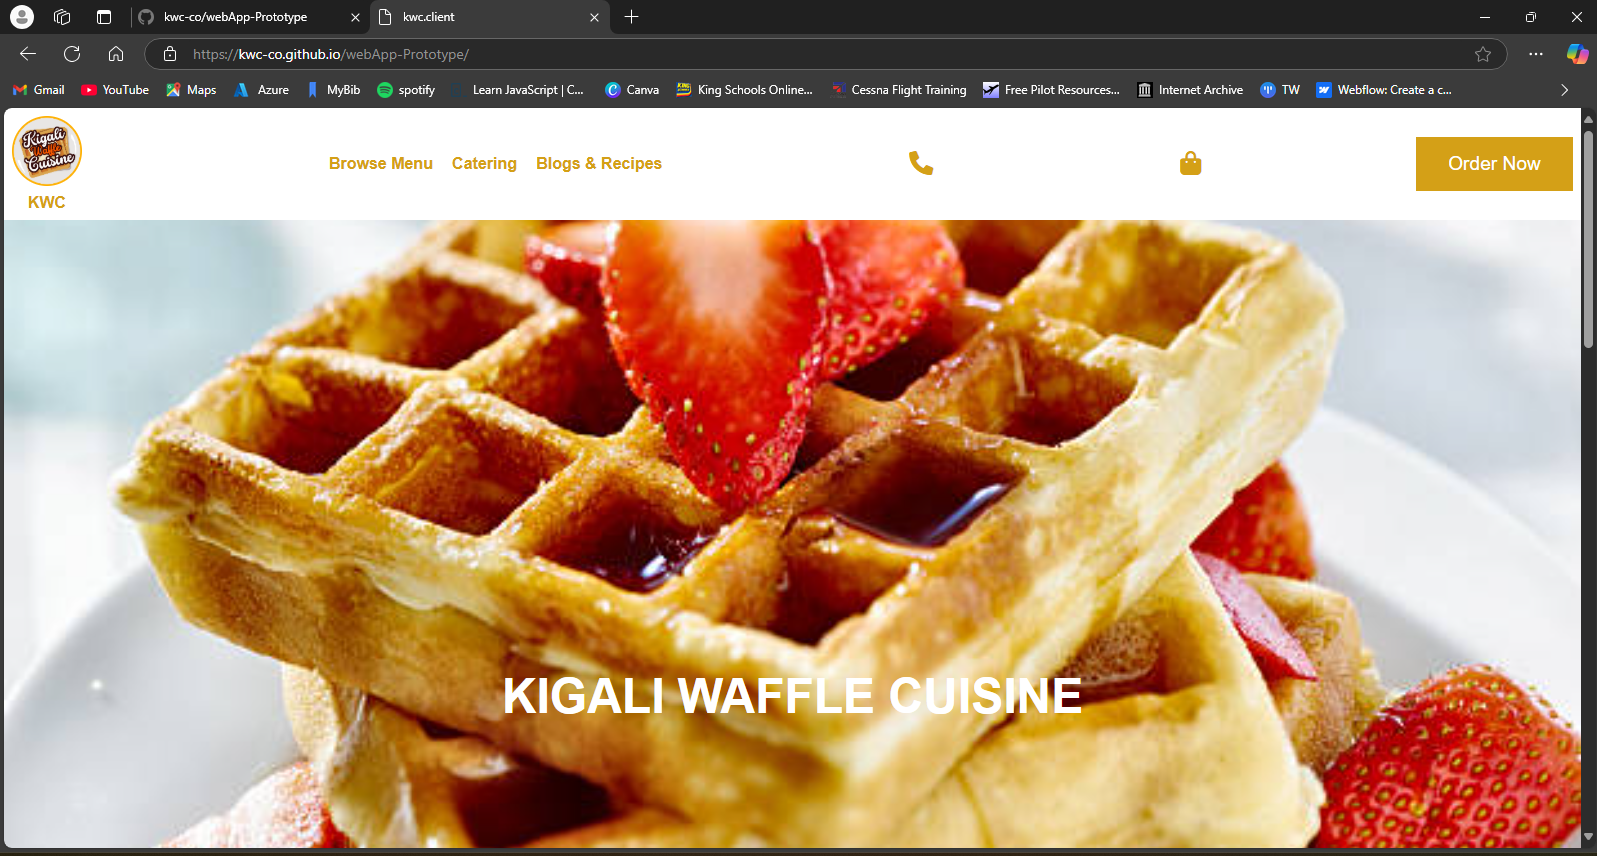 kwc-co/webApp-Prototype
kwc.client
https://kwc-co.github.io/webApp-Prototype/
Gmail YouTube Maps Azure MyBib spotify Learn JavaScript | C... Canva King Schools Online... Cessna Flight Training Free Pilot Resources... Internet Archive TW Webflow: Create a c...
Kigali
Waffle
Cuisine
KWC
Browse Menu Catering Blogs & Recipes
Order Now
KIGALI WAFFLE CUISINE